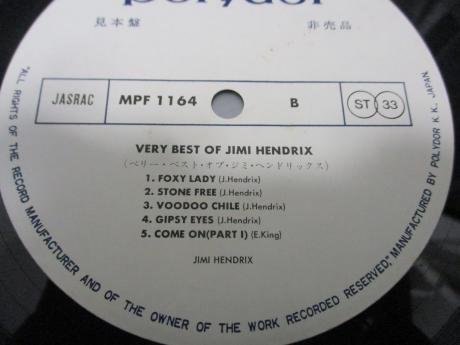 polydor
見本盤 非売品
JASRAC MPF 1164 B ST 33
VERY BEST OF JIMI HENDRIX
(ベリー・ベスト・オブ・ジミ・ヘンドリックス)
1. FOXY LADY (J.Hendrix)
2. STONE FREE (J.Hendrix)
3. VOODOO CHILE (J.Hendrix)
4. GIPSY EYES (J.Hendrix)
5. COME ON(PART I) (E.King)
JIMI HENDRIX
"ALL RIGHTS OF THE RECORD MANUFACTURER AND OF THE OWNER OF THE WORK RECORDED RESERVED," MANUFACTURED BY POLYDOR K.K. JAPAN.